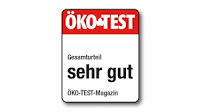 ÖKO-TEST
Gesamturteil
sehr gut
ÖKO-TEST-Magazin